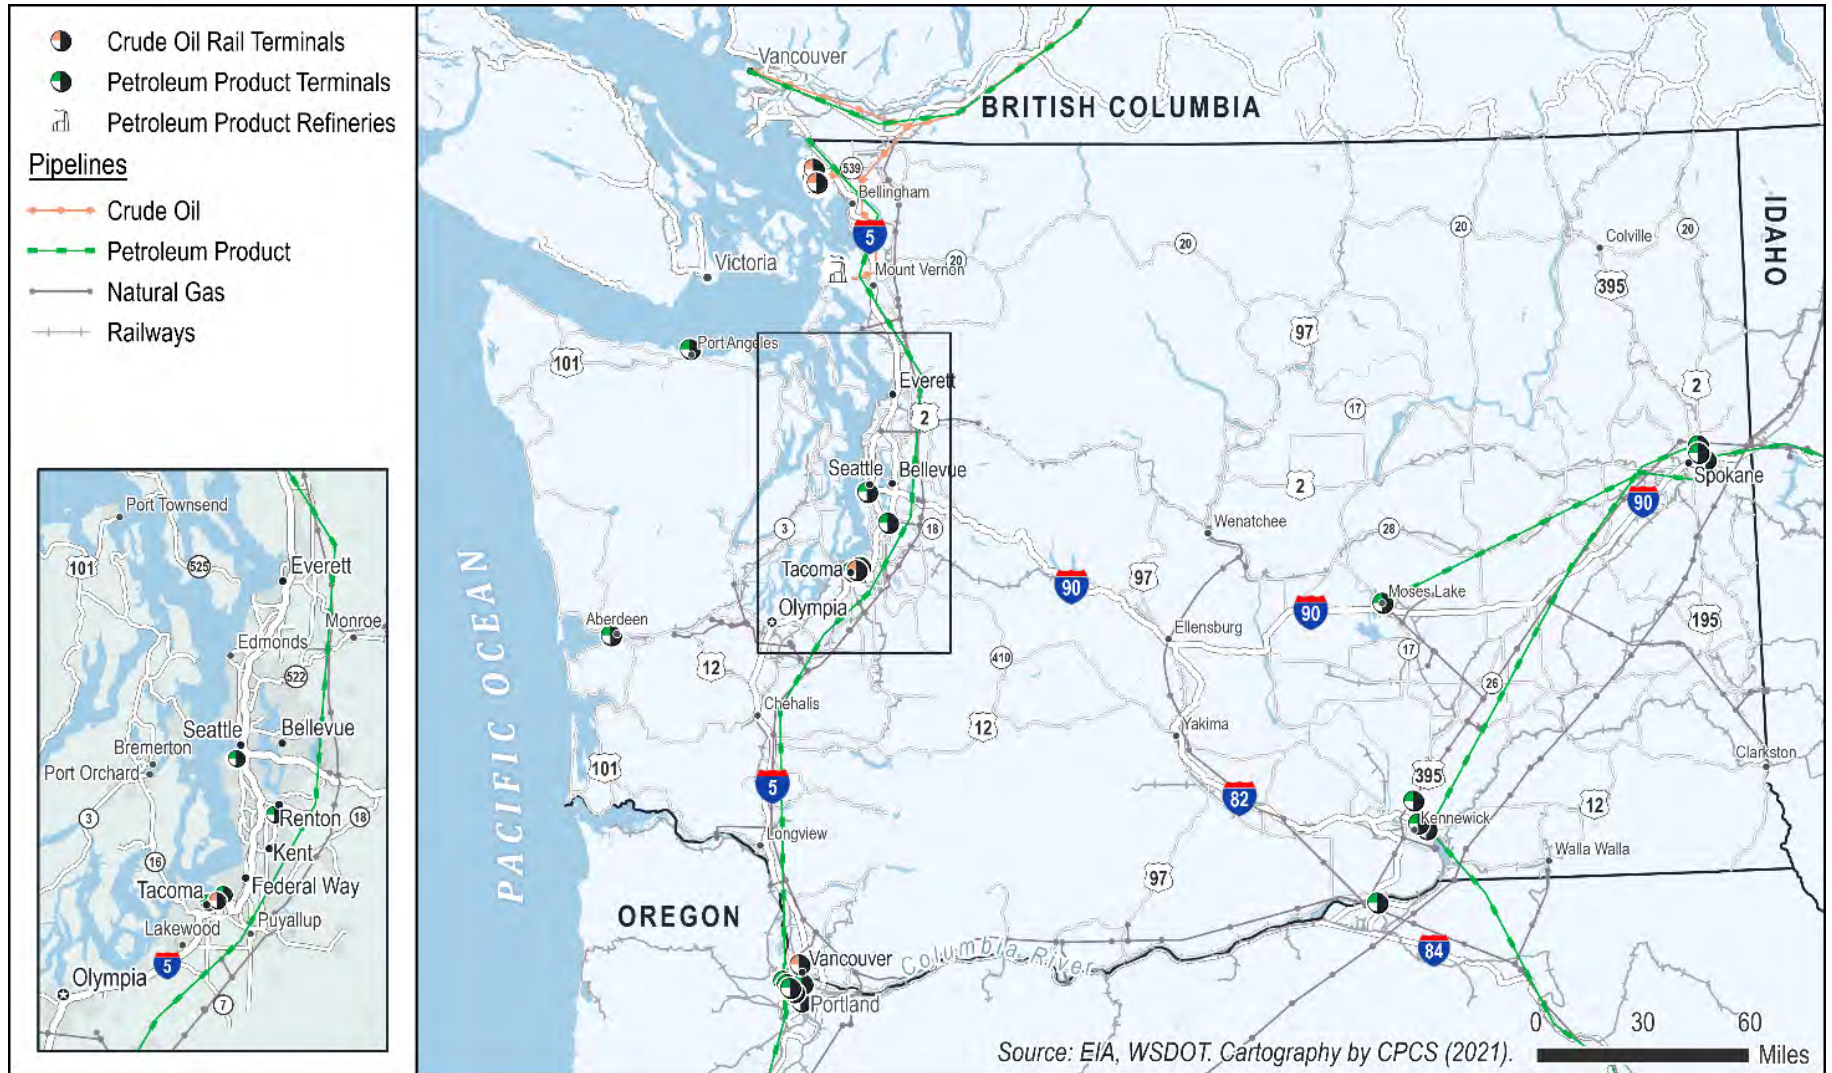 Crude Oil Rail Terminals
Petroleum Product Terminals
Petroleum Product Refineries
Pipelines
Crude Oil
Petroleum Product
Natural Gas
Railways
Port Townsend
101
525
Everett
Monroe
Edmonds
522
Seattle
Bellevue
Bremerton
Port Orchard
3
Renton
18
Kent
16
Tacoma
Federal Way
Lakewood
Puyallup
5
Olympia
7
Vancouver
BRITISH COLUMBIA
539
Bellingham
IDAHO
5
20
20
20
Colville
20
Victoria
Mount Vernon
395
97
Port Angeles
101
Everett
2
2
17
Seattle
Bellevue
Spokane
2
90
3
18
Wenatchee
28
Tacoma
90
97
Moses Lake
90
Olympia
Aberdeen
Ellensburg
195
12
410
17
26
PACIFIC OCEAN
Chehalis
12
Yakima
Clarkston
101
5
395
82
12
Longview
Kennewick
Walla Walla
97
OREGON
Vancouver
Columbia River
84
Portland
0 30 60
Miles
Source: EIA, WSDOT. Cartography by CPCS (2021).